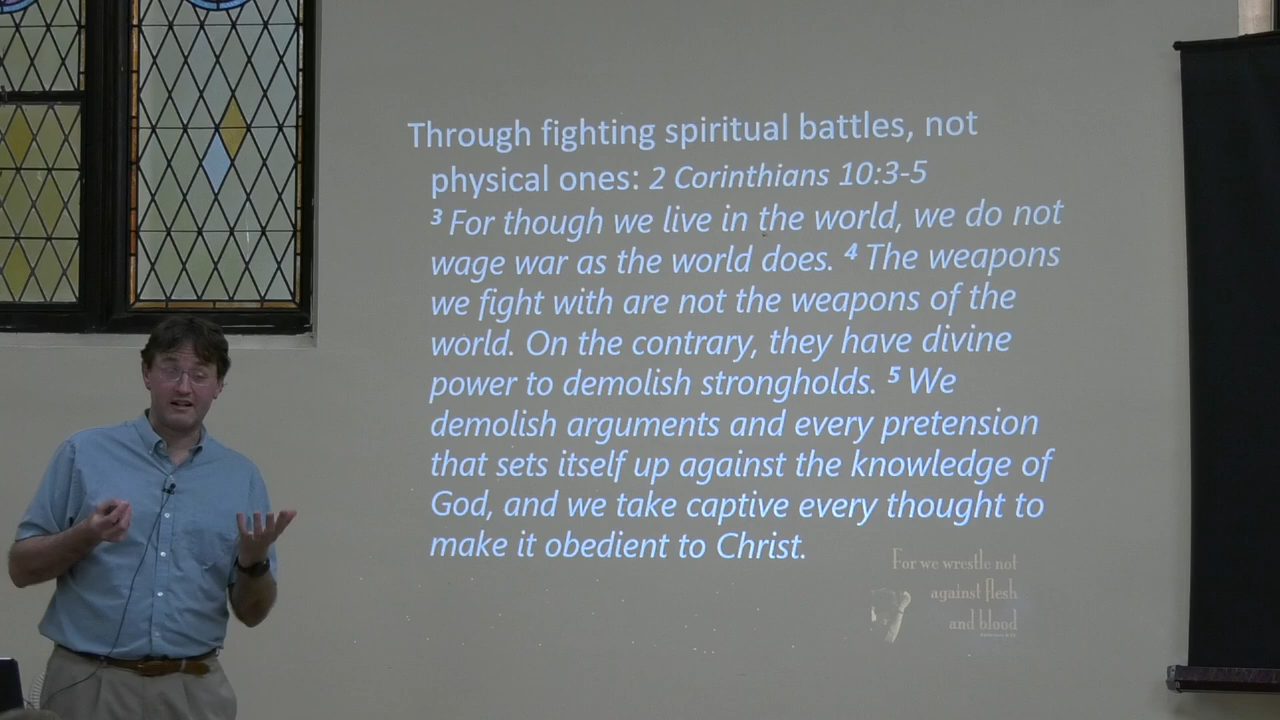 Through fighting spiritual battles, not
physical ones: 2 Corinthians 10:3-5
³ For though we live in the world, we do not
wage war as the world does. ⁴ The weapons
we fight with are not the weapons of the
world. On the contrary, they have divine
power to demolish strongholds. ⁵ We
demolish arguments and every pretension
that sets itself up against the knowledge of
God, and we take captive every thought to
make it obedient to Christ.
For we wrestle not
against flesh
and blood